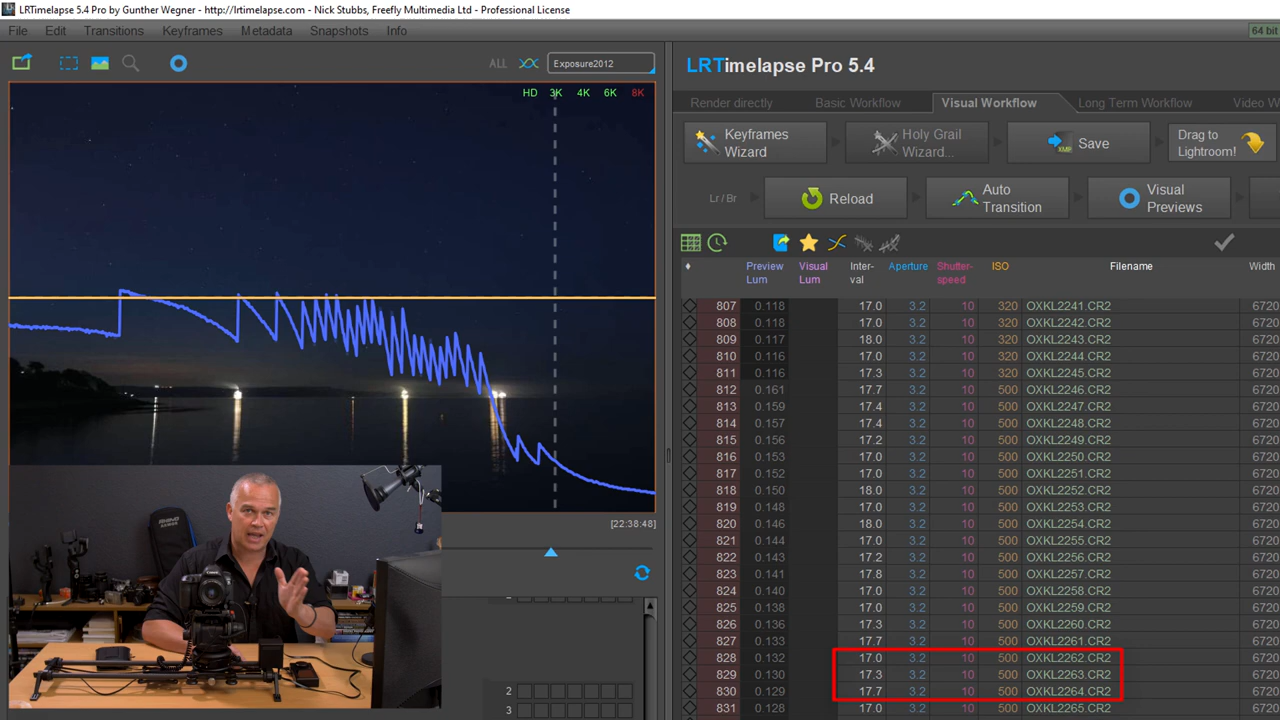 LRTimelapse 5.4 Pro by Gunther Wegner - http://lrtimelapse.com - Nick Stubbs, Freefly Multimedia Ltd - Professional License
File Edit Transitions Keyframes Metadata Snapshots Info 64 bit
ALL Exposure2012
HD 3K 4K 6K 8K
[22:38:48]
2
3
LRTimelapse Pro 5.4
Render directly Basic Workflow Visual Workflow Long Term Workflow Video W
Keyframes Wizard Holy Grail Wizard... XMP Save Drag to Lightroom!
Lr / Br Reload Auto Transition Visual Previews
Preview Lum Visual Lum Inter-val Aperture Shutter-speed ISO Filename Width
807 0.118 17.0 3.2 10 320 OXKL2241.CR2 6720
808 0.118 17.0 3.2 10 320 OXKL2242.CR2 6720
809 0.117 18.0 3.2 10 320 OXKL2243.CR2 6720
810 0.116 17.0 3.2 10 320 OXKL2244.CR2 6720
811 0.116 17.3 3.2 10 320 OXKL2245.CR2 6720
812 0.161 17.7 3.2 10 500 OXKL2246.CR2 6720
813 0.159 17.4 3.2 10 500 OXKL2247.CR2 6720
814 0.157 17.4 3.2 10 500 OXKL2248.CR2 6720
815 0.156 17.2 3.2 10 500 OXKL2249.CR2 6720
816 0.153 17.0 3.2 10 500 OXKL2250.CR2 6720
817 0.152 17.0 3.2 10 500 OXKL2251.CR2 6720
818 0.150 18.0 3.2 10 500 OXKL2252.CR2 6720
819 0.148 17.0 3.2 10 500 OXKL2253.CR2 6720
820 0.146 18.0 3.2 10 500 OXKL2254.CR2 6720
821 0.144 17.0 3.2 10 500 OXKL2255.CR2 6720
822 0.143 17.2 3.2 10 500 OXKL2256.CR2 6720
823 0.141 17.8 3.2 10 500 OXKL2257.CR2 6720
824 0.140 17.0 3.2 10 500 OXKL2258.CR2 6720
825 0.138 17.0 3.2 10 500 OXKL2259.CR2 6720
826 0.136 17.3 3.2 10 500 OXKL2260.CR2 6720
827 0.133 17.7 3.2 10 500 OXKL2261.CR2 6720
828 0.132 17.0 3.2 10 500 OXKL2262.CR2 6720
829 0.130 17.3 3.2 10 500 OXKL2263.CR2 6720
830 0.129 17.7 3.2 10 500 OXKL2264.CR2 6720
831 0.128 17.0 3.2 10 500 OXKL2265.CR2 6720
RHINO